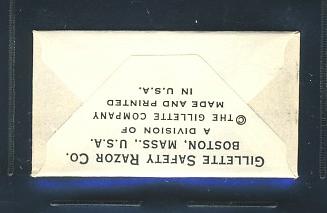 GILLETTE SAFETY RAZOR CO.
BOSTON, MASS., U.S.A.
A DIVISION OF
© THE GILLETTE COMPANY
MADE AND PRINTED
IN U.S.A.